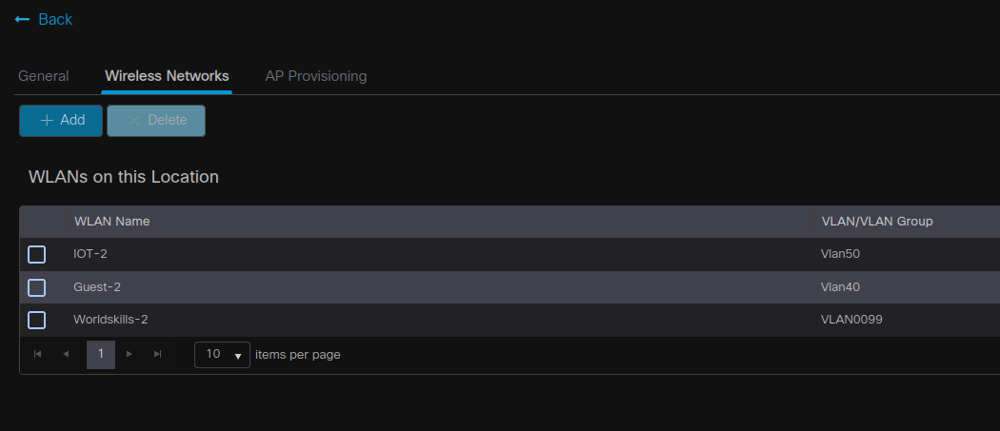 Back
General Wireless Networks AP Provisioning
Add Delete
WLANs on this Location
WLAN Name VLAN/VLAN Group
IOT-2 Vlan50
Guest-2 Vlan40
Worldskills-2 VLAN0099
1 10 items per page